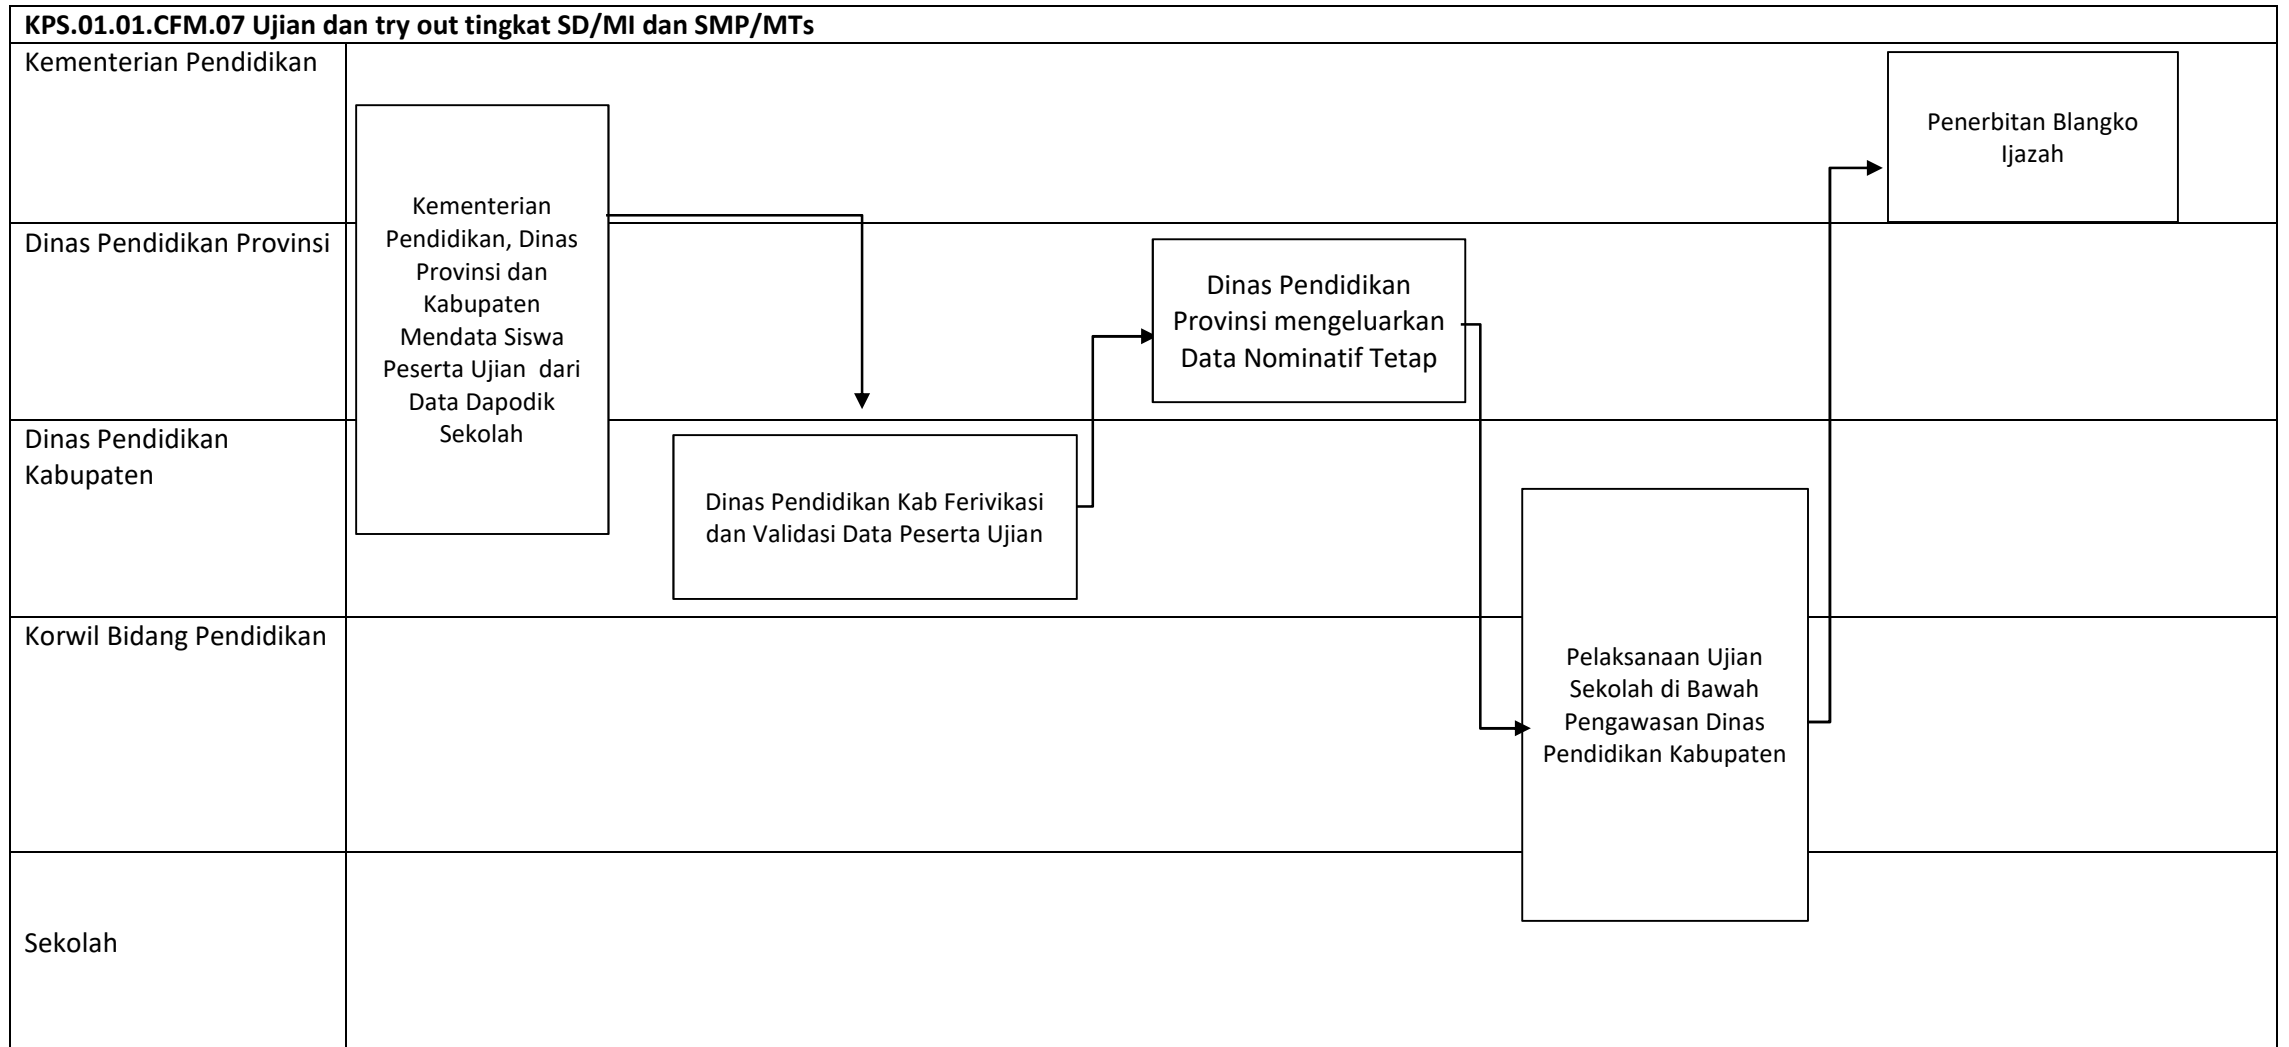 KPS.01.01.CFM.07 Ujian dan try out tingkat SD/MI dan SMP/MTs
Kementerian Pendidikan
Penerbitan Blangko
Ijazah
Kementerian
Pendidikan, Dinas
Provinsi dan
Kabupaten
Mendata Siswa
Peserta Ujian dari
Data Dapodik
Sekolah
Dinas Pendidikan Provinsi
Dinas Pendidikan
Provinsi mengeluarkan
Data Nominatif Tetap
Dinas Pendidikan
Kabupaten
Dinas Pendidikan Kab Ferivikasi
dan Validasi Data Peserta Ujian
Korwil Bidang Pendidikan
Pelaksanaan Ujian
Sekolah di Bawah
Pengawasan Dinas
Pendidikan Kabupaten
Sekolah